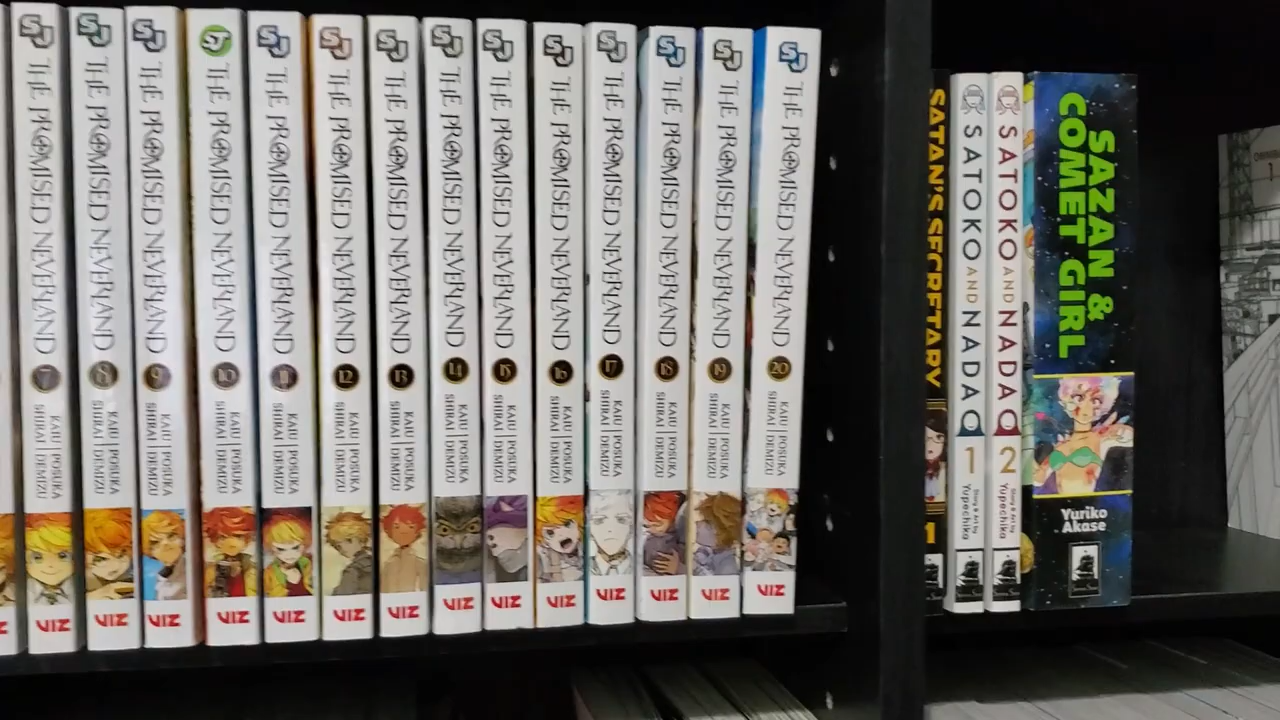 SJ THE PROMISED NEVERLAND 7 KAIU SHIRAI | POSUKA DEMIZU VIZ
SJ THE PROMISED NEVERLAND 8 KAIU SHIRAI | POSUKA DEMIZU VIZ
SJ THE PROMISED NEVERLAND 9 KAIU SHIRAI | POSUKA DEMIZU VIZ
SJ THE PROMISED NEVERLAND 10 KAIU SHIRAI | POSUKA DEMIZU VIZ
SJ THE PROMISED NEVERLAND 11 KAIU SHIRAI | POSUKA DEMIZU VIZ
SJ THE PROMISED NEVERLAND 12 KAIU SHIRAI | POSUKA DEMIZU VIZ
SJ THE PROMISED NEVERLAND 13 KAIU SHIRAI | POSUKA DEMIZU VIZ
SJ THE PROMISED NEVERLAND 14 KAIU SHIRAI | POSUKA DEMIZU VIZ
SJ THE PROMISED NEVERLAND 15 KAIU SHIRAI | POSUKA DEMIZU VIZ
SJ THE PROMISED NEVERLAND 16 KAIU SHIRAI | POSUKA DEMIZU VIZ
SJ THE PROMISED NEVERLAND 17 KAIU SHIRAI | POSUKA DEMIZU VIZ
SJ THE PROMISED NEVERLAND 18 KAIU SHIRAI | POSUKA DEMIZU VIZ
SJ THE PROMISED NEVERLAND 19 KAIU SHIRAI | POSUKA DEMIZU VIZ
SJ THE PROMISED NEVERLAND 20 KAIU SHIRAI | POSUKA DEMIZU VIZ
SATAN'S SECRETARY 1
SATOKO AND NADA 1 Story & Art by Yupechika
SATOKO AND NADA 2 Story & Art by Yupechika
SAZAN &
COMET GIRL
Yuriko
Akase